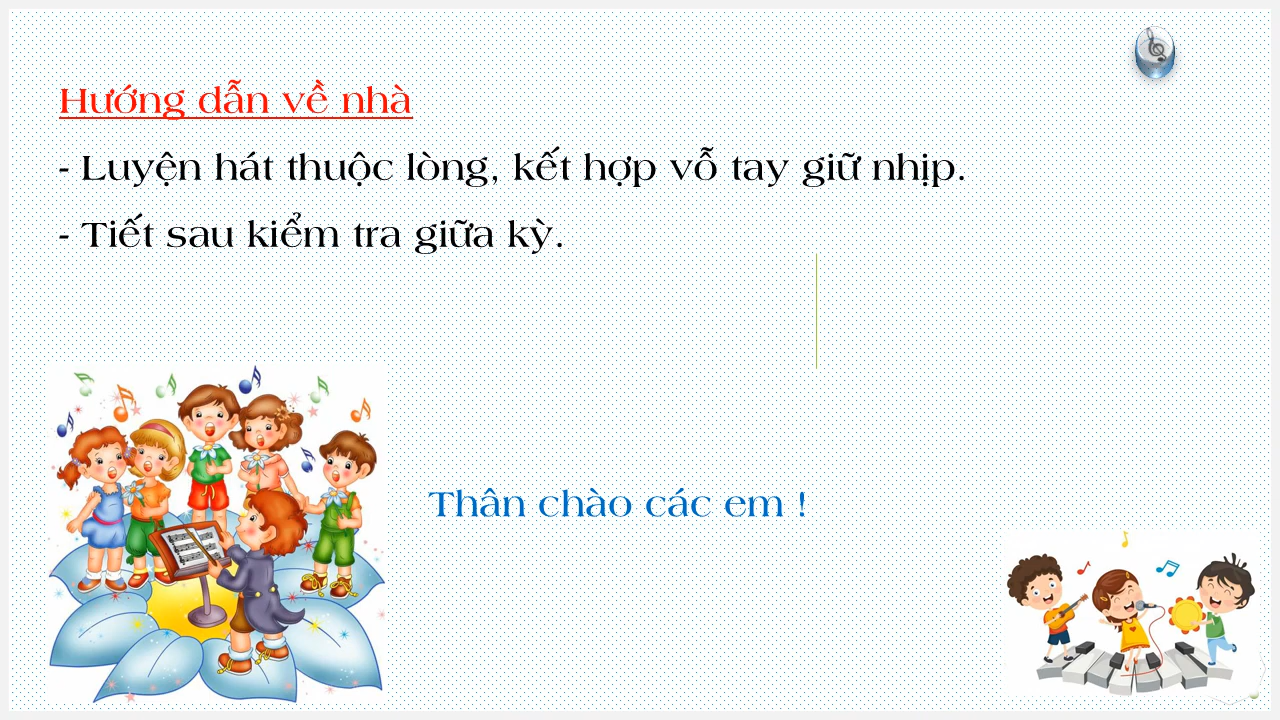 Hướng dẫn về nhà
- Luyện hát thuộc lòng, kết hợp vỗ tay giữ nhịp.
- Tiết sau kiểm tra giữa kỳ.
Thân chào các em !